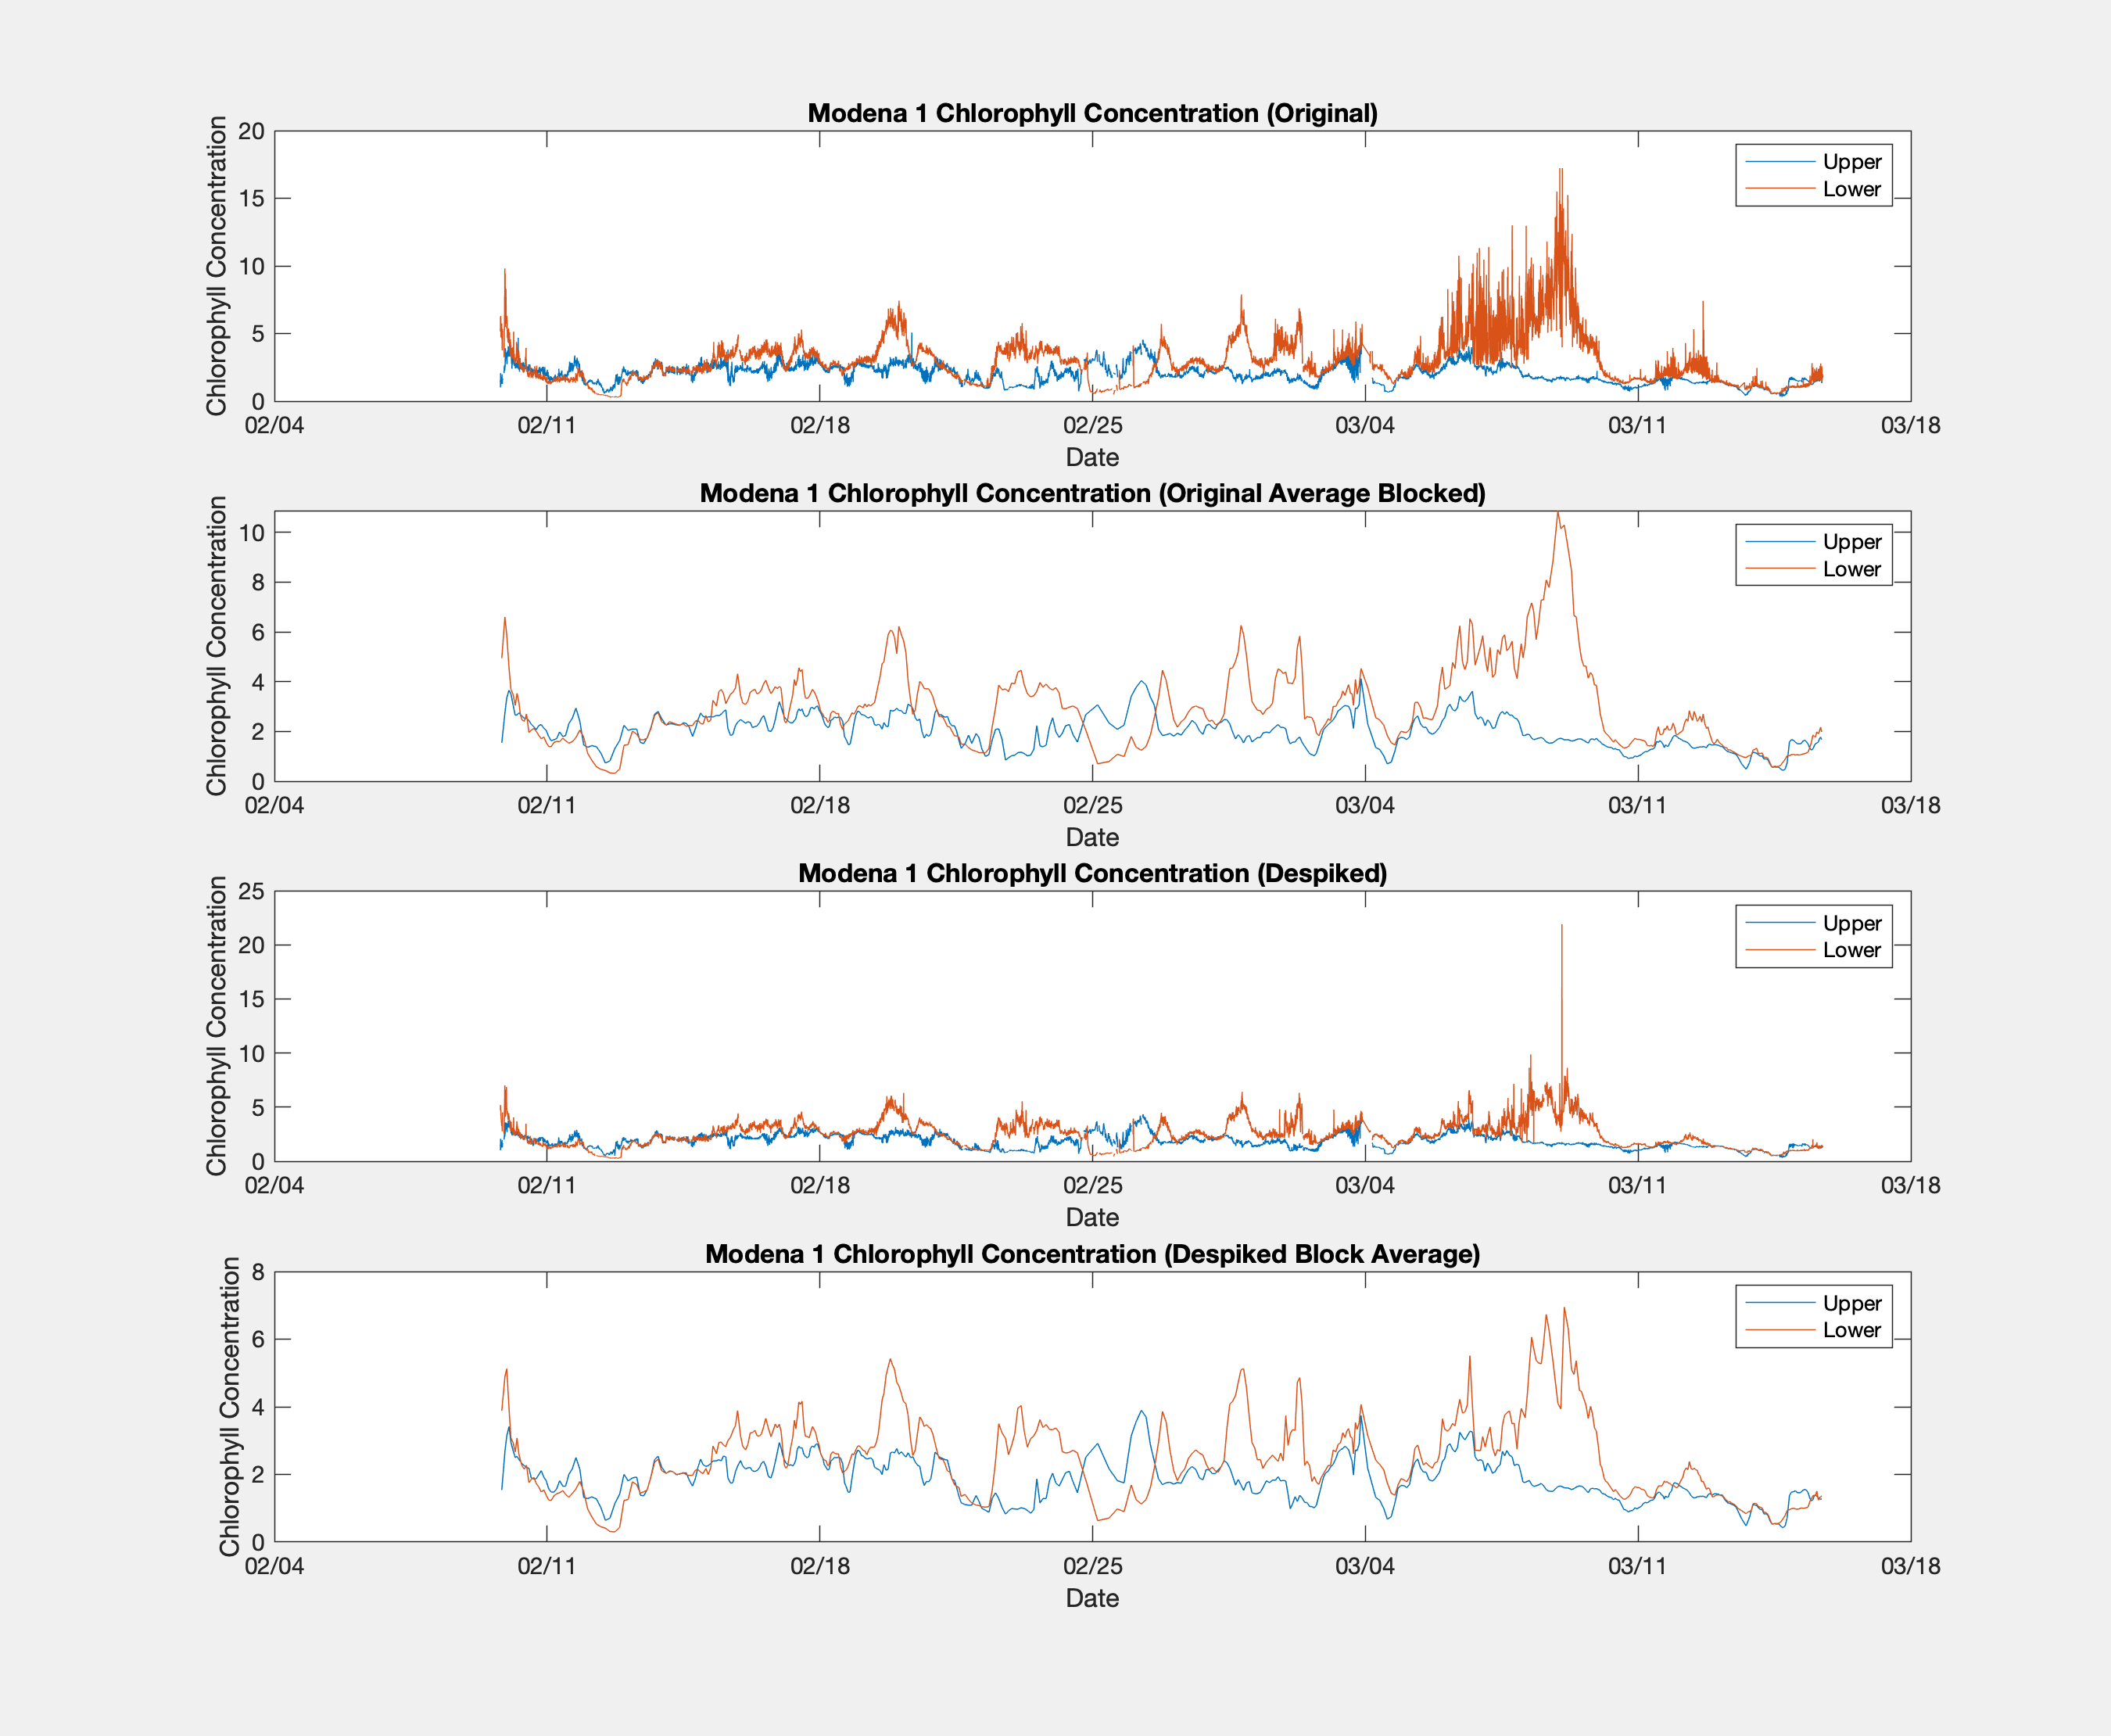 Modena 1 Chlorophyll Concentration (Original)
Chlorophyll Concentration
20
15
10
5
0
Upper
Lower
02/04 02/11 02/18 02/25 03/04 03/11 03/18
Date
Modena 1 Chlorophyll Concentration (Original Average Blocked)
Chlorophyll Concentration
10
8
6
4
2
0
Upper
Lower
02/04 02/11 02/18 02/25 03/04 03/11 03/18
Date
Modena 1 Chlorophyll Concentration (Despiked)
Chlorophyll Concentration
25
20
15
10
5
0
Upper
Lower
02/04 02/11 02/18 02/25 03/04 03/11 03/18
Date
Modena 1 Chlorophyll Concentration (Despiked Block Average)
Chlorophyll Concentration
8
6
4
2
0
Upper
Lower
02/04 02/11 02/18 02/25 03/04 03/11 03/18
Date